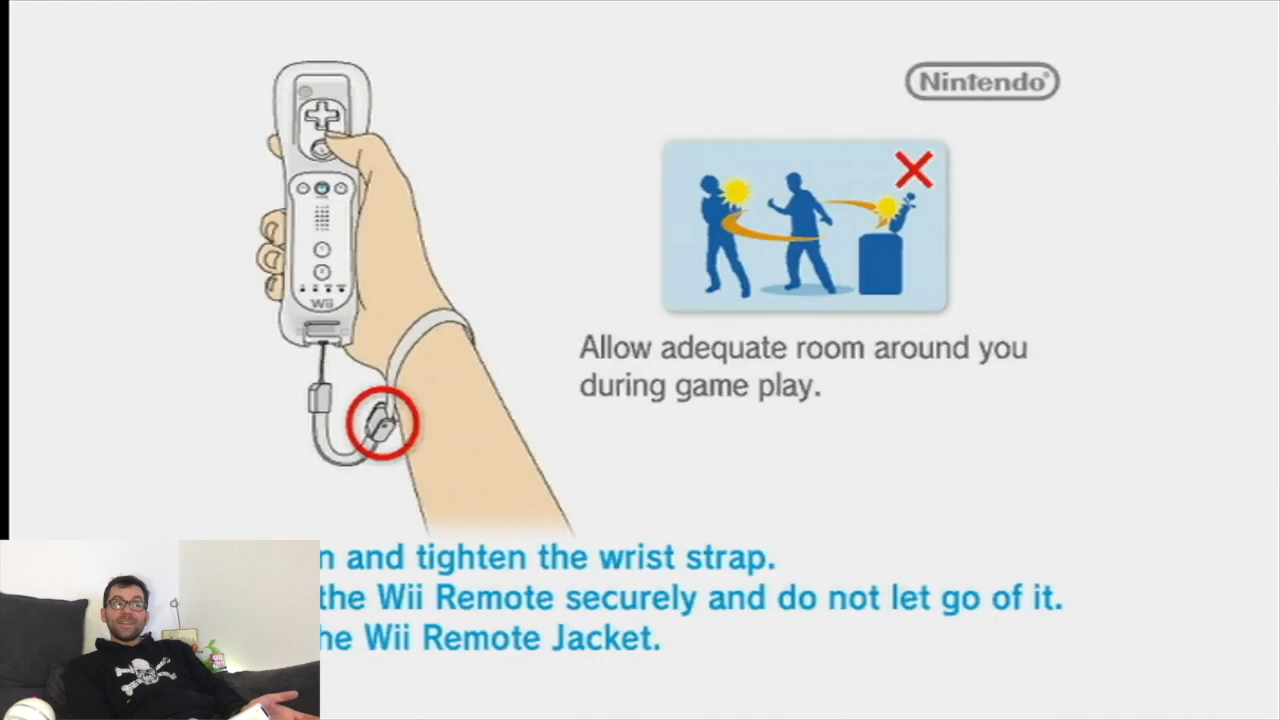 Nintendo®
Wii
Allow adequate room around you
during game play.
n and tighten the wrist strap.
the Wii Remote securely and do not let go of it.
he Wii Remote Jacket.